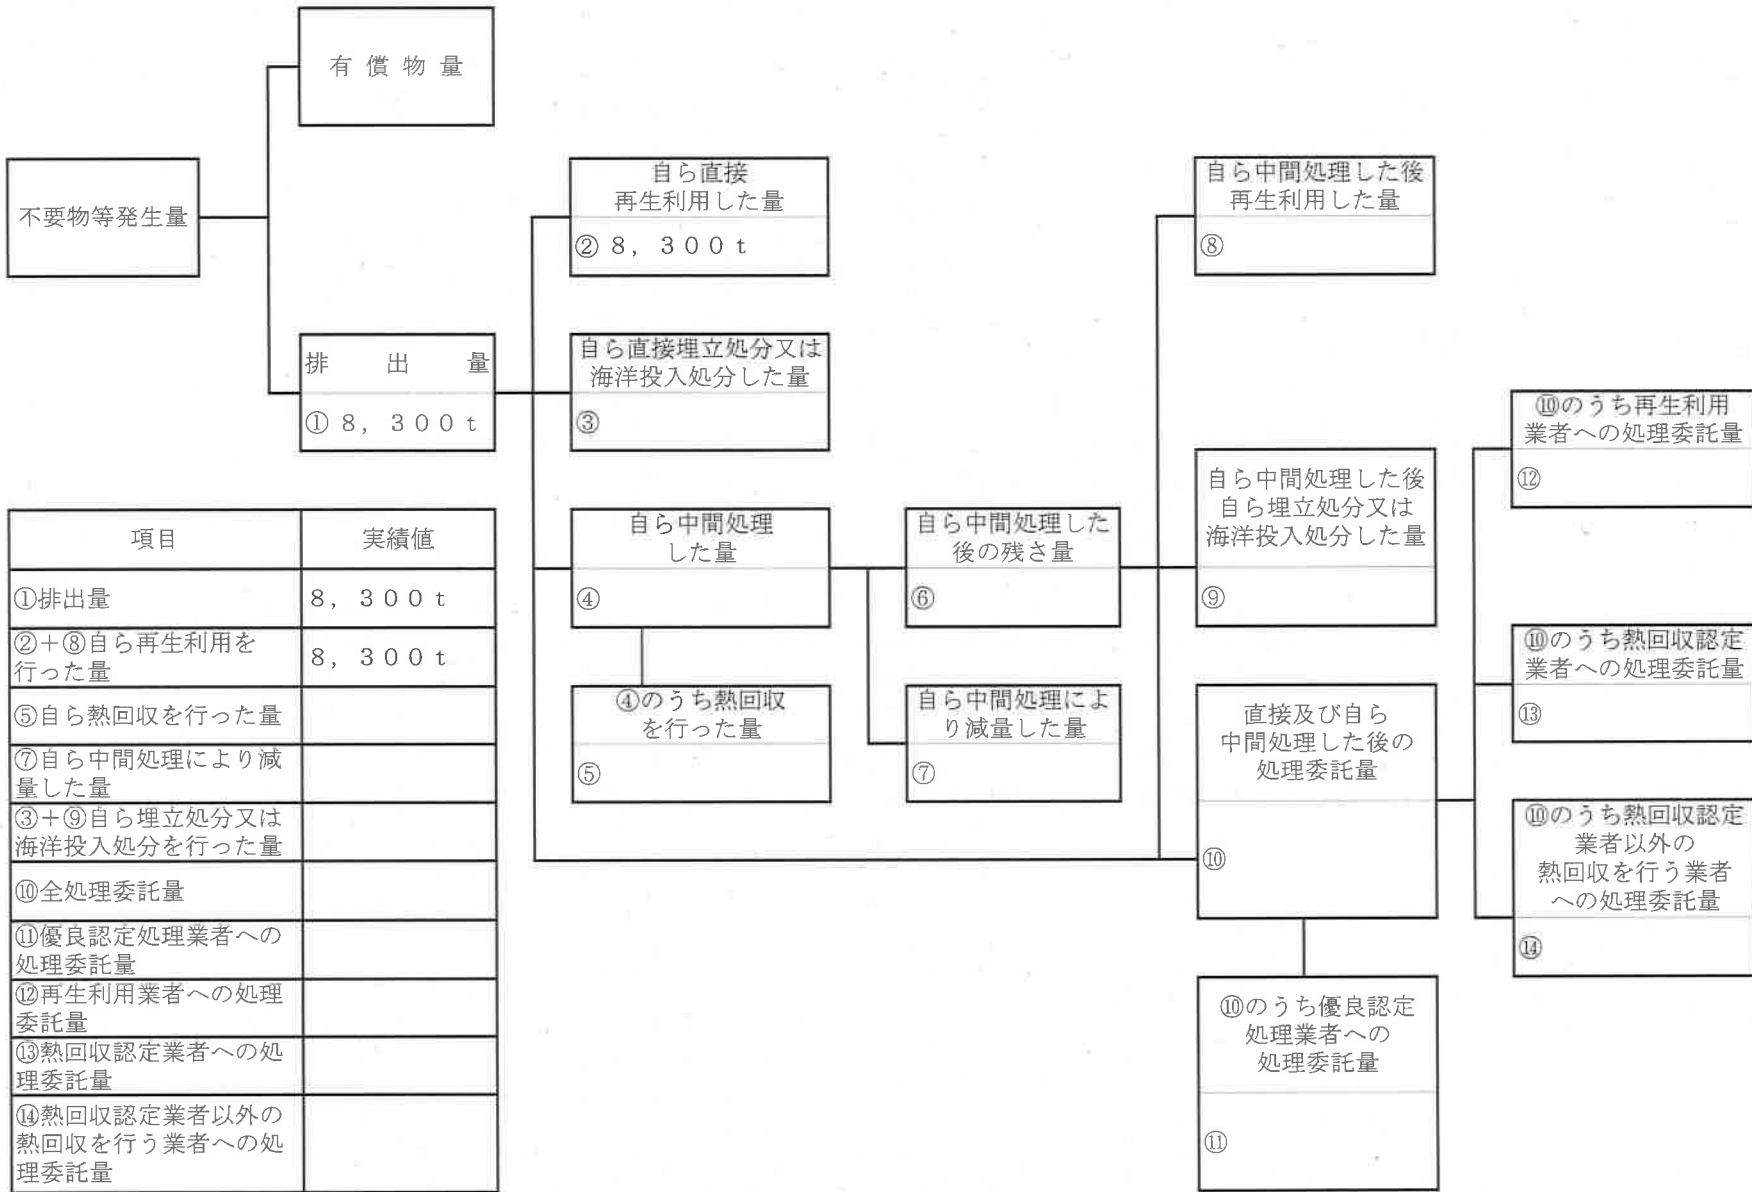 有 償 物 量
不要物等発生量
自ら直接
再生利用した量
② 8, 300t
自ら中間処理した後
再生利用した量
⑧
排 出 量
① 8, 300t
自ら直接埋立処分又は
海洋投入処分した量
③
⑩のうち再生利用
業者への処理委託量
⑫
自ら中間処理した後
自ら埋立処分又は
海洋投入処分した量
⑨
自ら中間処理
した量
④
自ら中間処理した
後の残さ量
⑥
⑩のうち熱回収認定
業者への処理委託量
⑬
④のうち熱回収
を行った量
⑤
自ら中間処理によ
り減量した量
⑦
直接及び自ら
中間処理した後の
処理委託量
⑩
⑩のうち熱回収認定
業者以外の
熱回収を行う業者
への処理委託量
⑭
⑩のうち優良認定
処理業者への
処理委託量
⑪
項目 実績値
①排出量 8, 300t
②+⑧自ら再生利用を
行った量 8, 300t
⑤自ら熱回収を行った量
⑦自ら中間処理により減
量した量
③+⑨自ら埋立処分又は
海洋投入処分を行った量
⑩全処理委託量
⑪優良認定処理業者への
処理委託量
⑫再生利用業者への処理
委託量
⑬熱回収認定業者への処
理委託量
⑭熱回収認定業者以外の
熱回収を行う業者への処
理委託量